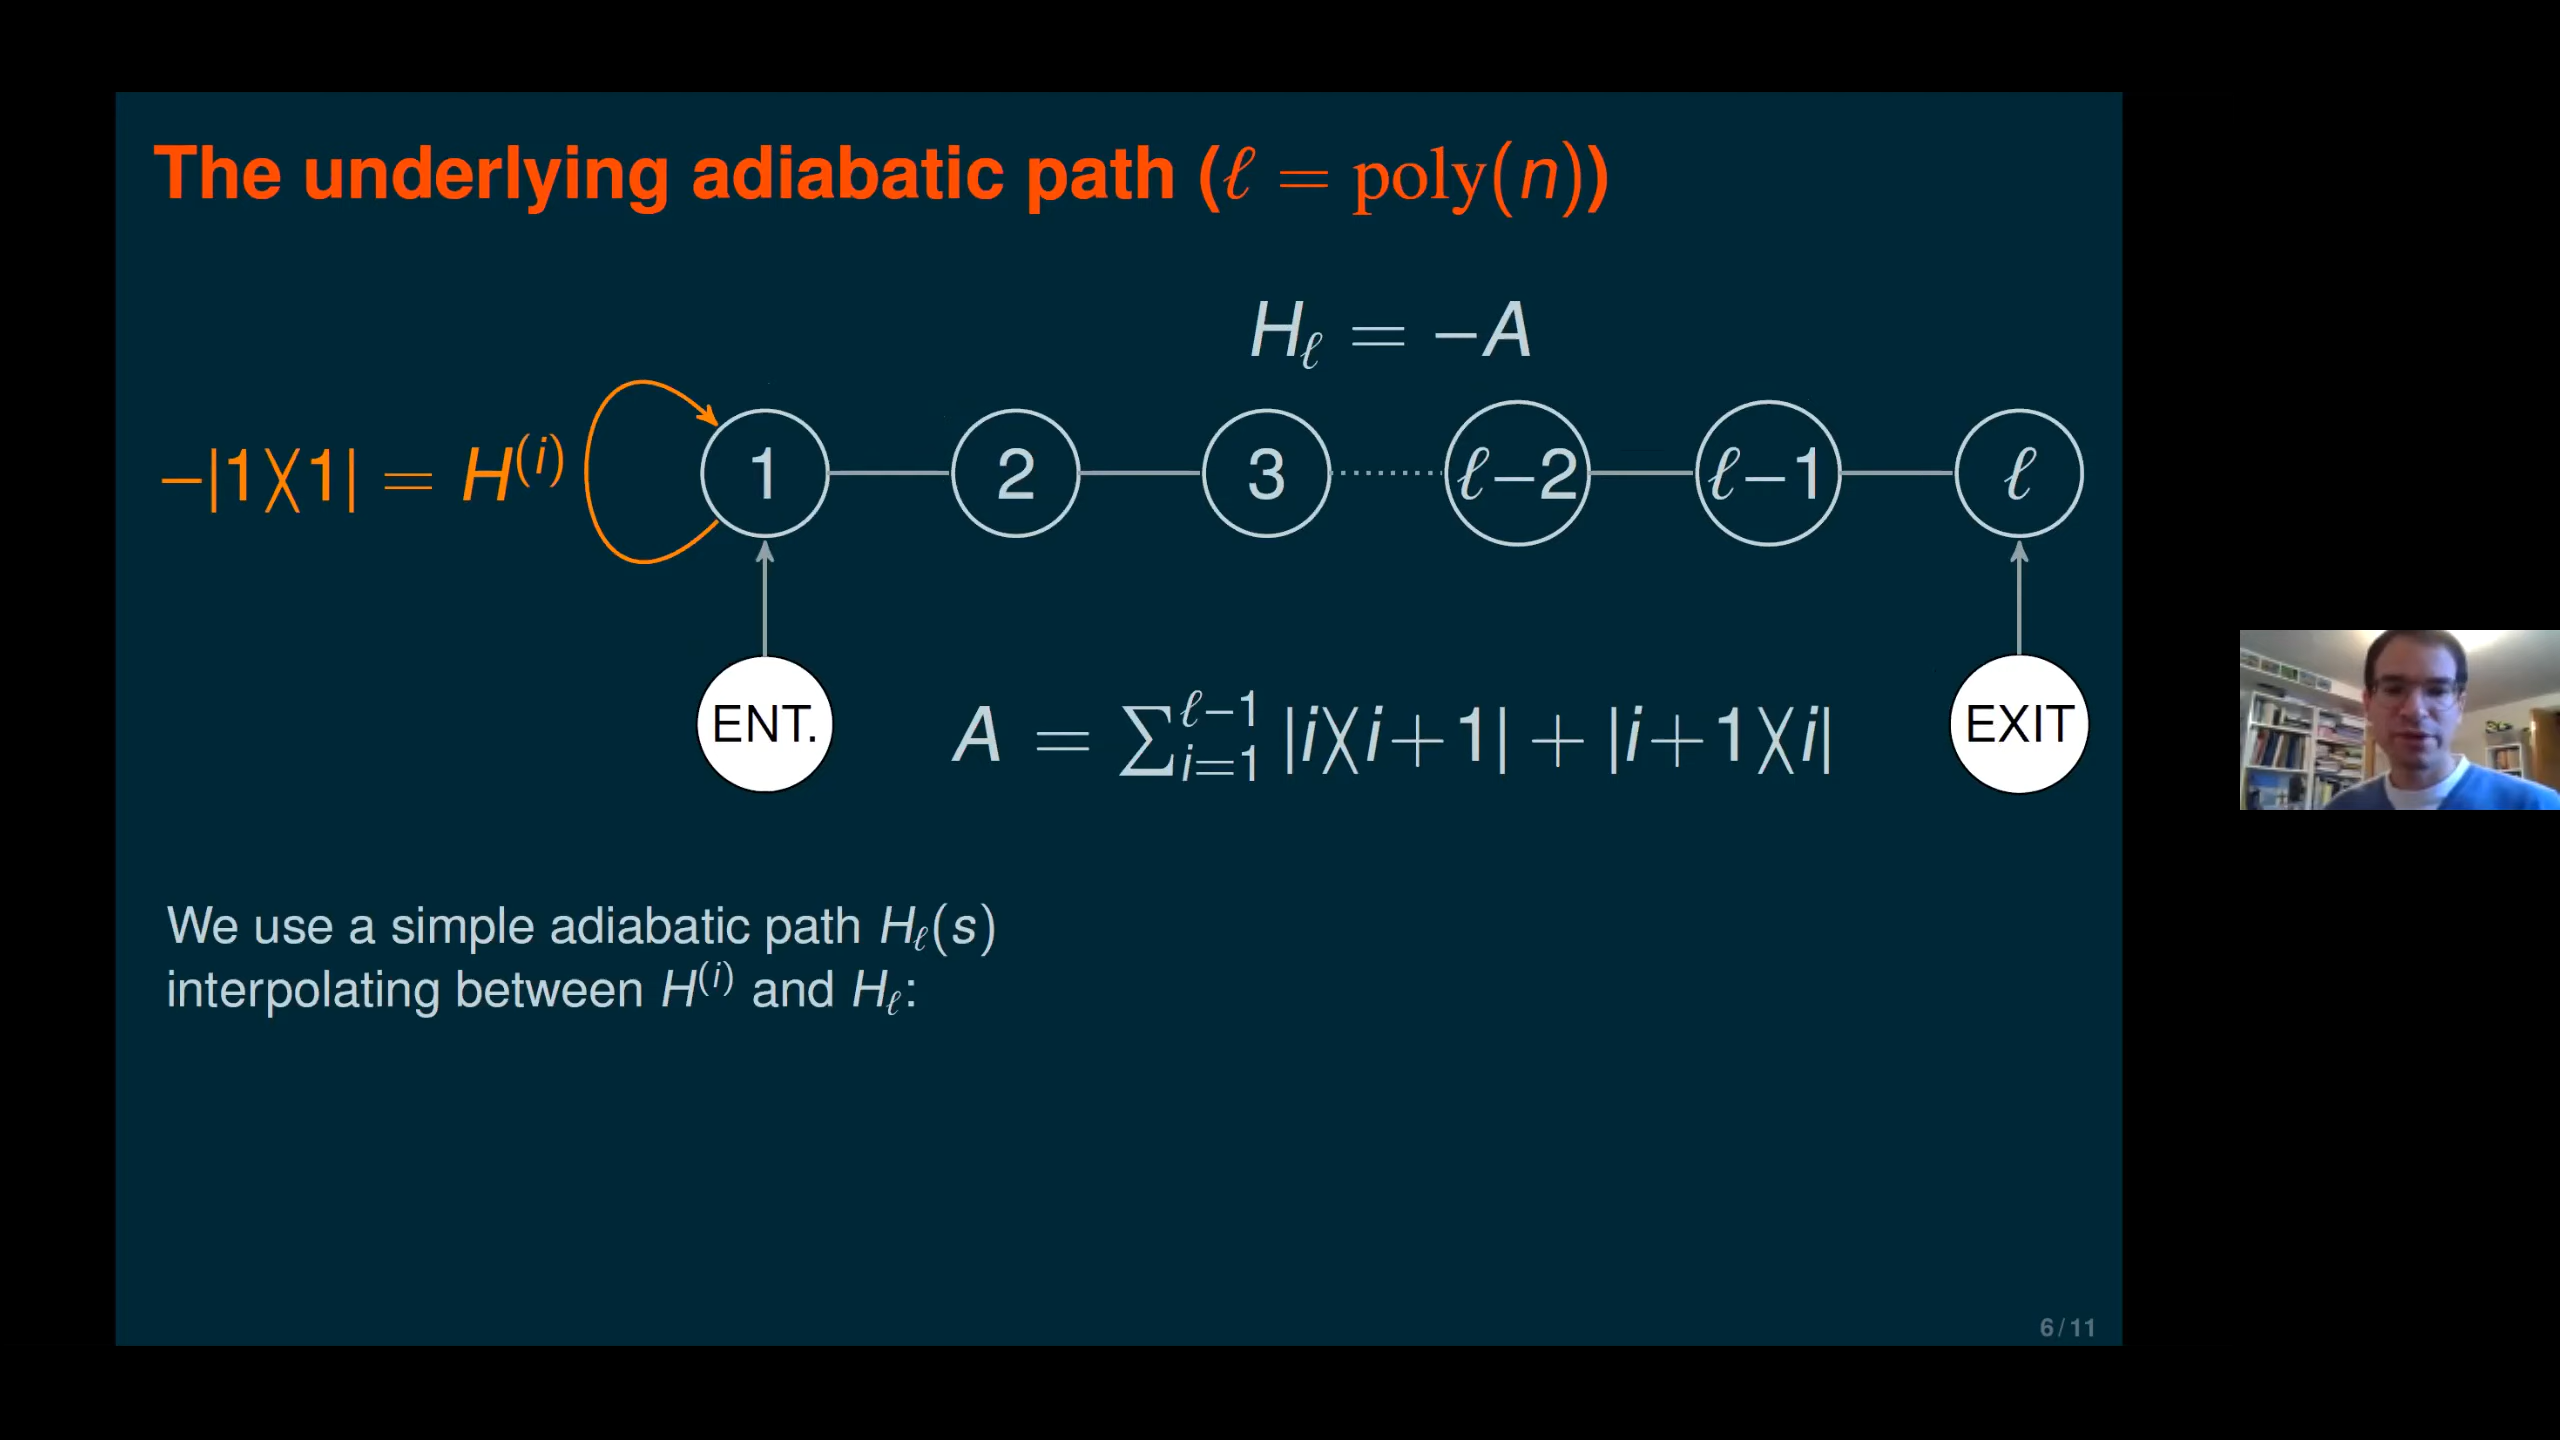 The underlying adiabatic path (ℓ = poly(n))
H_ℓ = −A
−|1⟩⟨1| = H^(i)
1 2 3 ℓ−2 ℓ−1 ℓ
ENT.
A = ∑_{i=1}^{ℓ−1} |i⟩⟨i+1| + |i+1⟩⟨i|
EXIT
We use a simple adiabatic path H_ℓ(s)
interpolating between H^(i) and H_ℓ:
6/11